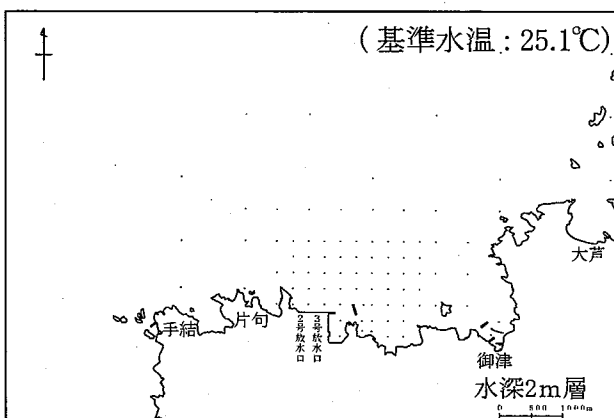 (基準水温:25.1℃)
大芦
手結
片句
2号放水口
3号放水口
御津
水深2m層
0 500 1000m